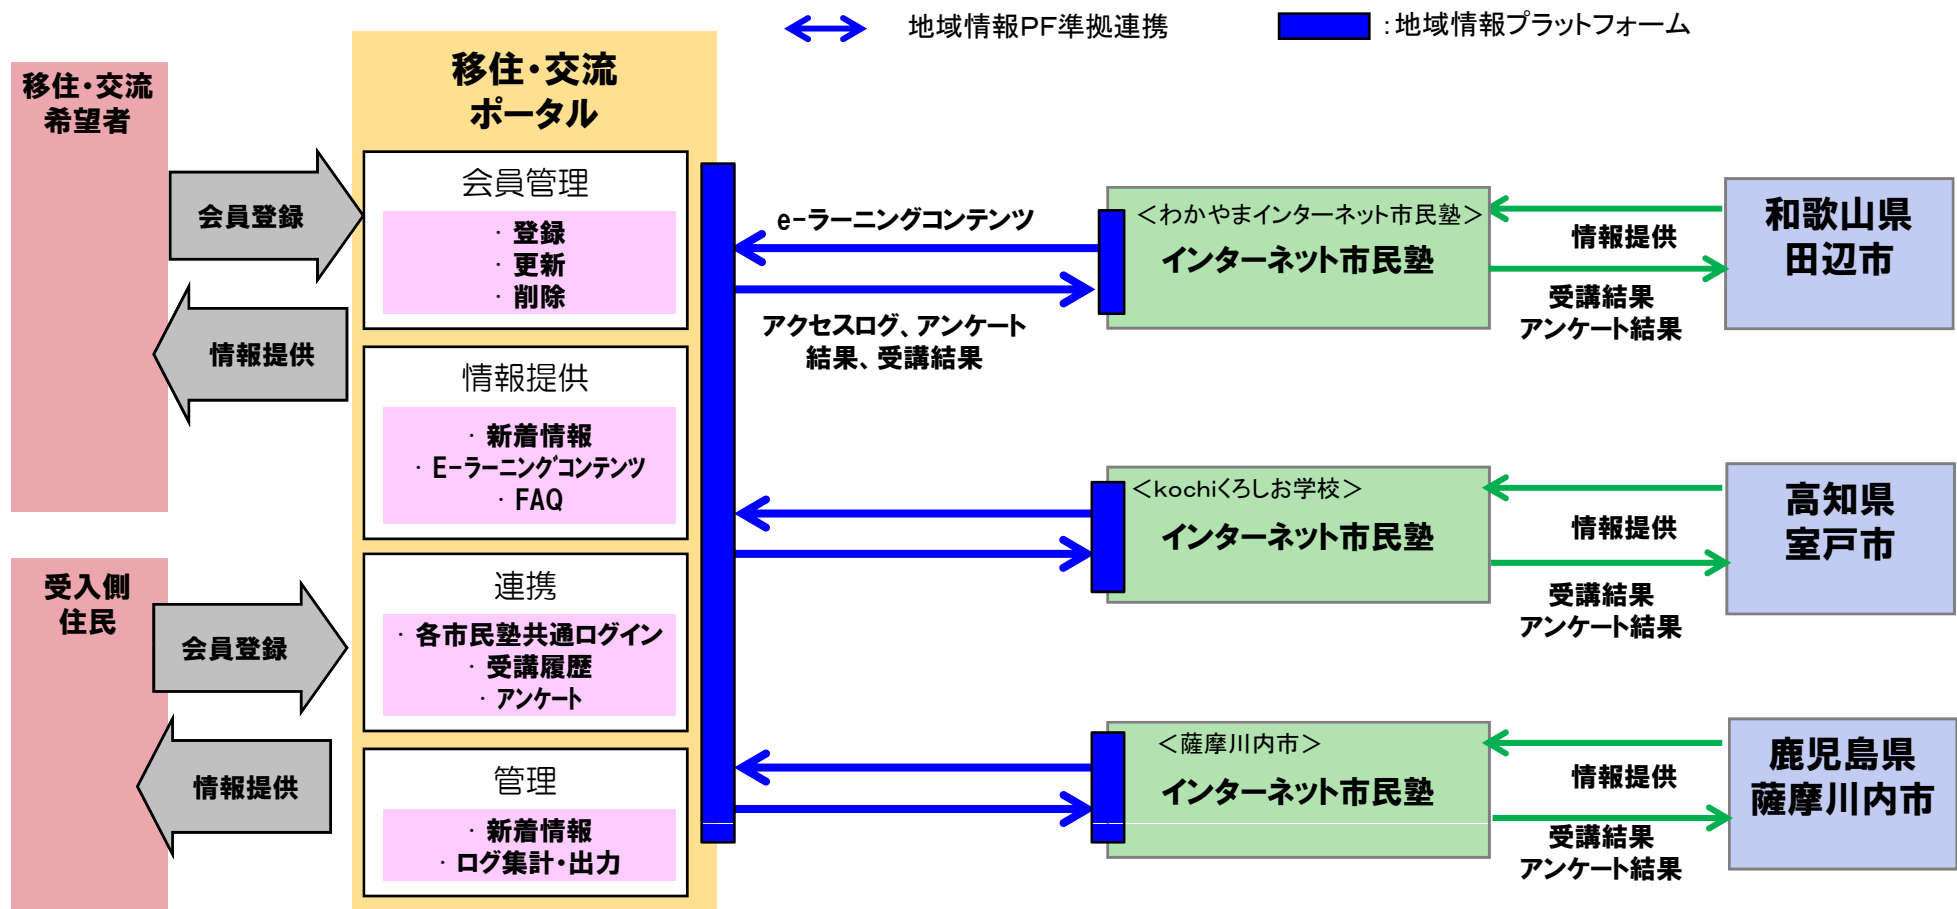 地域情報PF準拠連携
：地域情報プラットフォーム
移住・交流
希望者
会員登録
情報提供
受入側
住民
会員登録
情報提供
移住・交流
ポータル
会員管理
・登録
・更新
・削除
情報提供
・新着情報
・E-ラーニングコンテンツ
・FAQ
連携
・各市民塾共通ログイン
・受講履歴
・アンケート
管理
・新着情報
・ログ集計・出力
e-ラーニングコンテンツ
アクセスログ、アンケート
結果、受講結果
＜わかやまインターネット市民塾＞
インターネット市民塾
情報提供
受講結果
アンケート結果
和歌山県
田辺市
＜kochiくろしお学校＞
インターネット市民塾
情報提供
受講結果
アンケート結果
高知県
室戸市
＜薩摩川内市＞
インターネット市民塾
情報提供
受講結果
アンケート結果
鹿児島県
薩摩川内市